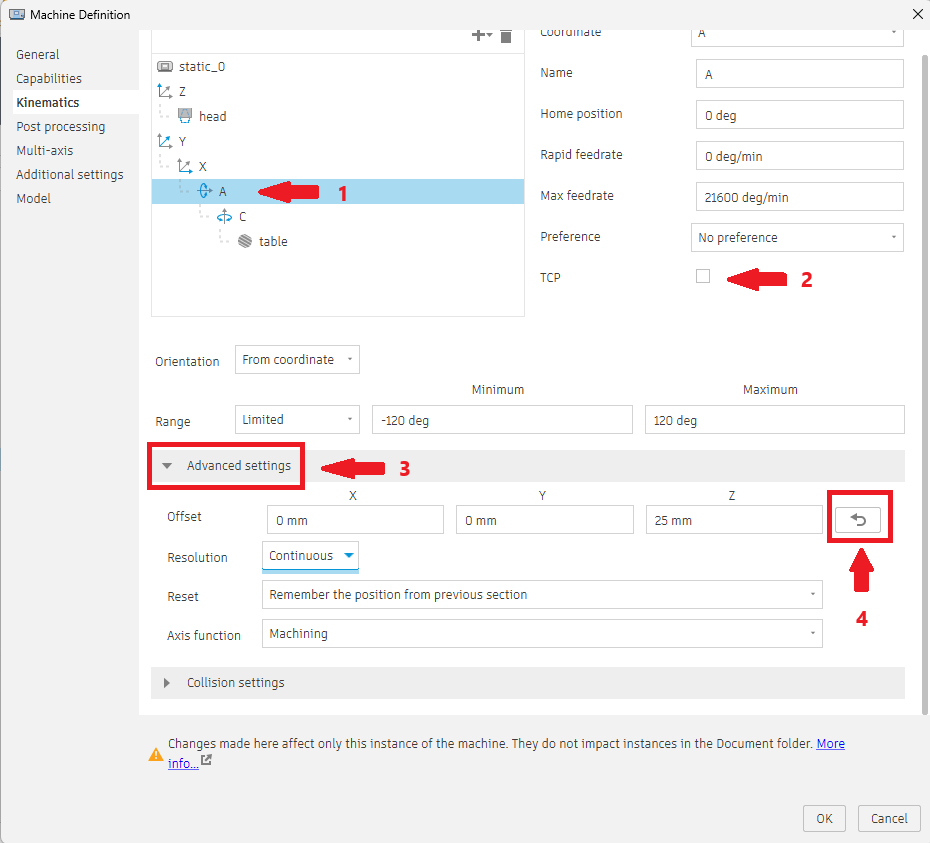 Machine Definition
General
Capabilities
Kinematics
Post processing
Multi-axis
Additional settings
Model
static_0
Z
head
Y
X
A 1
C
table
Coordinate A
Name A
Home position 0 deg
Rapid feedrate 0 deg/min
Max feedrate 21600 deg/min
Preference No preference
TCP 2
Orientation From coordinate
Minimum Maximum
Range Limited -120 deg 120 deg
Advanced settings 3
X Y Z
Offset 0 mm 0 mm 25 mm
Resolution Continuous
Reset Remember the position from previous section
4
Axis function Machining
Collision settings
Changes made here affect only this instance of the machine. They do not impact instances in the Document folder. More
info...
OK Cancel